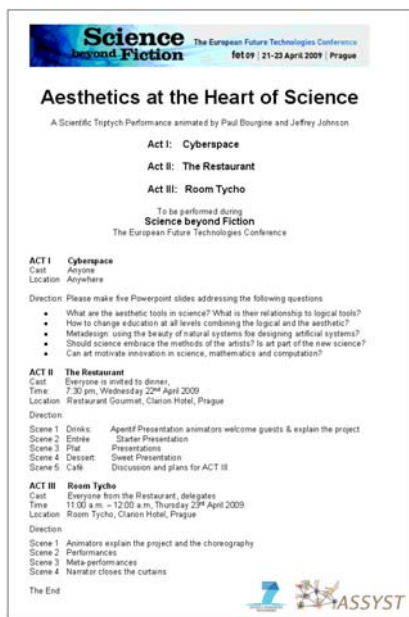 Science
beyond Fiction
The European Future Technologies Conference
fet09 | 21-23 April 2009 | Prague
Aesthetics at the Heart of Science
A Scientific Triptych Performance animated by Paul Bourgine and Jeffrey Johnson
Act I: Cyberspace
Act II: The Restaurant
Act III: Room Tycho
To be performed during
Science beyond Fiction
The European Future Technologies Conference
ACT I Cyberspace
Cast Anyone
Location Anywhere
Direction: Please make five Powerpoint slides addressing the following questions
• What are the aesthetic tools in science? What is their relationship to logical tools?
• How to change education at all levels combining the logical and the aesthetic?
• Metadesign: using the beauty of natural systems foe designing artificial systems?
• Should science embrace the methods of the artists? Is art part of the new science?
• Can art motivate innovation in science, mathematics and computation?
ACT II The Restaurant
Cast Everyone is invited to dinner,
Time: 7:30 pm, Wednesday 22nd April 2009
Location Restaurant Gourmet, Clarion Hotel, Prague
Direction:
Scene 1 Drinks: Aperitif Presentation animators welcome guests & explain the project
Scene 2 Entrée Starter Presentation
Scene 3 Plat Presentations
Scene 4 Dessert: Sweet Presentation
Scene 5: Café Discussion and plans for ACT III
ACT III Room Tycho
Cast Everyone from the Restaurant, delegates
Time 11:00 a.m. – 12:00 a.m, Thursday 23rd April 2009
Location Room Tycho, Clarion Hotel, Prague
Direction
Scene 1 Animators explain the project and the choreography
Scene 2 Performances
Scene 3 Meta-performances
Scene 4 Narrator closes the curtains
The End
ASSYST